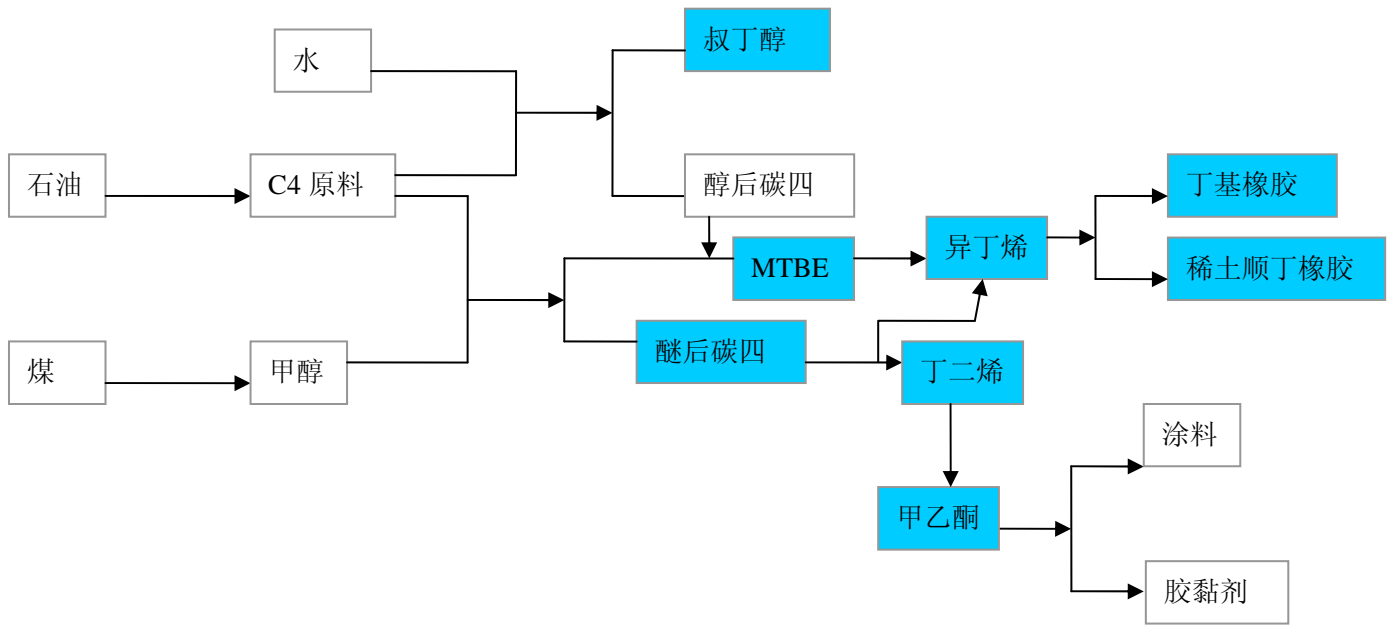 叔丁醇
水
石油
C4 原料
醇后碳四
丁基橡胶
异丁烯
MTBE
稀土顺丁橡胶
醚后碳四
煤
甲醇
丁二烯
涂料
甲乙酮
胶黏剂